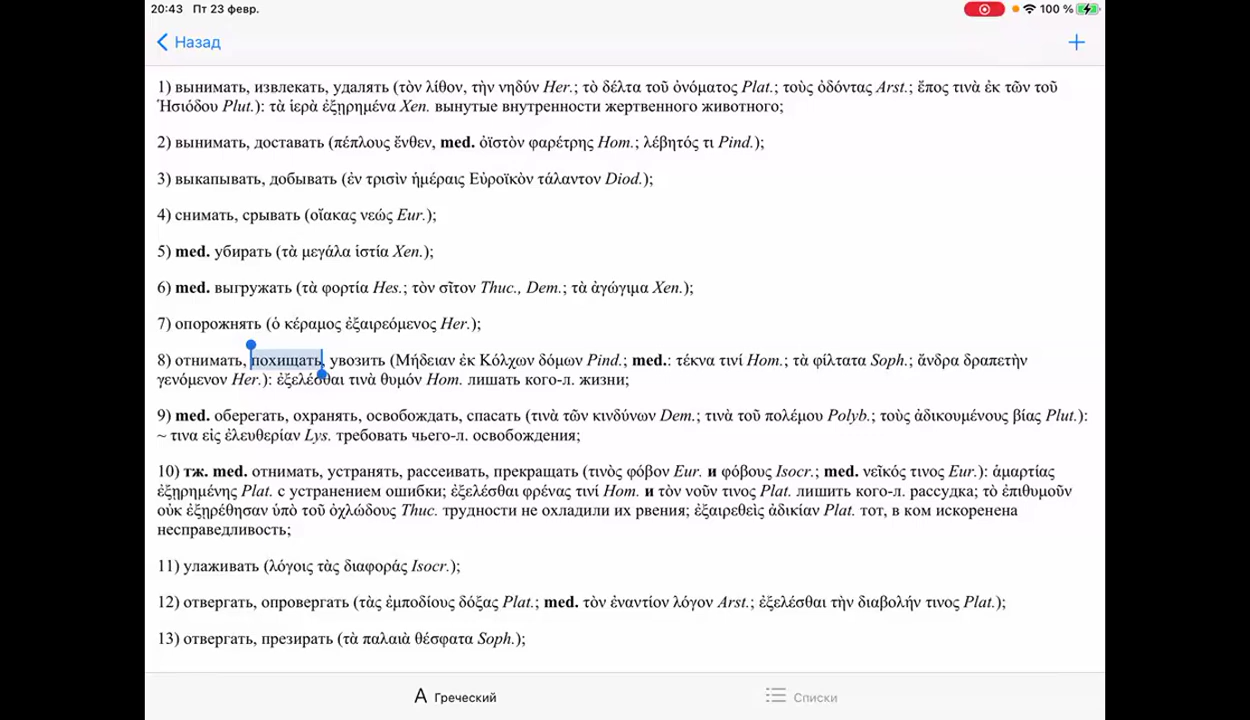 20:43 Пт 23 февр. 100 %
Назад
1) вынимать, извлекать, удалять (τὸν λίθον, τὴν νηδύν Her.; τὸ δέλτα τοῦ ὀνόματος Plat.; τοὺς ὀδόντας Arst.; ἔπος τινὰ ἐκ τῶν τοῦ
Ἡσιόδου Plut.): τὰ ἱερὰ ἐξῃρημένα Xen. вынутые внутренности жертвенного животного;
2) вынимать, доставать (πέπλους ἔνθεν, med. ὀϊστὸν φαρέτρης Hom.; λέβητός τι Pind.);
3) выкапывать, добывать (ἐν τρισὶν ἡμέραις Εὐροϊκὸν τάλαντον Diod.);
4) снимать, срывать (οἴακας νεώς Eur.);
5) med. убирать (τὰ μεγάλα ἱστία Xen.);
6) med. выгружать (τὰ φορτία Hes.; τὸν σῖτον Thuc., Dem.; τὰ ἀγώγιμα Xen.);
7) опорожнять (ὁ κέραμος ἐξαιρεόμενος Her.);
8) отнимать, похищать, увозить (Μήδειαν ἐκ Κόλχων δόμων Pind.; med.: τέκνα τινί Hom.; τὰ φίλτατα Soph.; ἄνδρα δραπετὴν
γενόμενον Her.): ἐξελέσθαι τινὰ θυμόν Hom. лишать кого-л. жизни;
9) med. оберегать, охранять, освобождать, спасать (τινὰ τῶν κινδύνων Dem.; τινὰ τοῦ πολέμου Polyb.; τοὺς ἀδικουμένους βίας Plut.):
~ τινα εἰς ἐλευθερίαν Lys. требовать чьего-л. освобождения;
10) тж. med. отнимать, устранять, рассеивать, прекращать (τινὸς φόβον Eur. и φόβους Isocr.; med. νεῖκός τινος Eur.): ἁμαρτίας
ἐξῃρημένης Plat. с устранением ошибки; ἐξελέσθαι φρένας τινί Hom. и τὸν νοῦν τινος Plat. лишить кого-л. рассудка; τὸ ἐπιθυμοῦν
οὐκ ἐξῃρέθησαν ὑπὸ τοῦ ὀχλώδους Thuc. трудности не охладили их рвения; ἐξαιρεθεὶς ἀδικίαν Plat. тот, в ком искоренена
несправедливость;
11) улаживать (λόγοις τὰς διαφοράς Isocr.);
12) отвергать, опровергать (τὰς ἐμποδίους δόξας Plat.; med. τὸν ἐναντίον λόγον Arst.; ἐξελέσθαι τὴν διαβολήν τινος Plat.);
13) отвергать, презирать (τὰ παλαιὰ θέσφατα Soph.);
A Греческий Списки